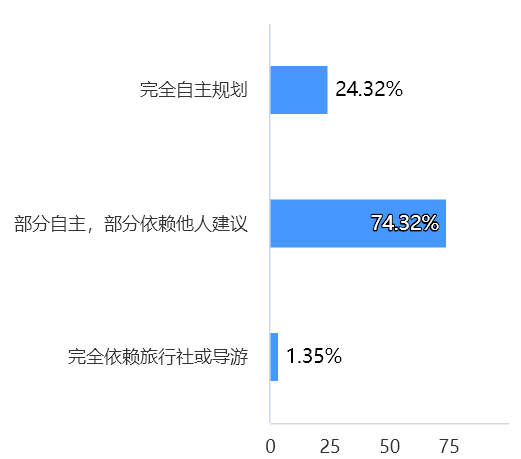 完全自主规划
24.32%
部分自主，部分依赖他人建议
74.32%
完全依赖旅行社或导游
1.35%
0 25 50 75